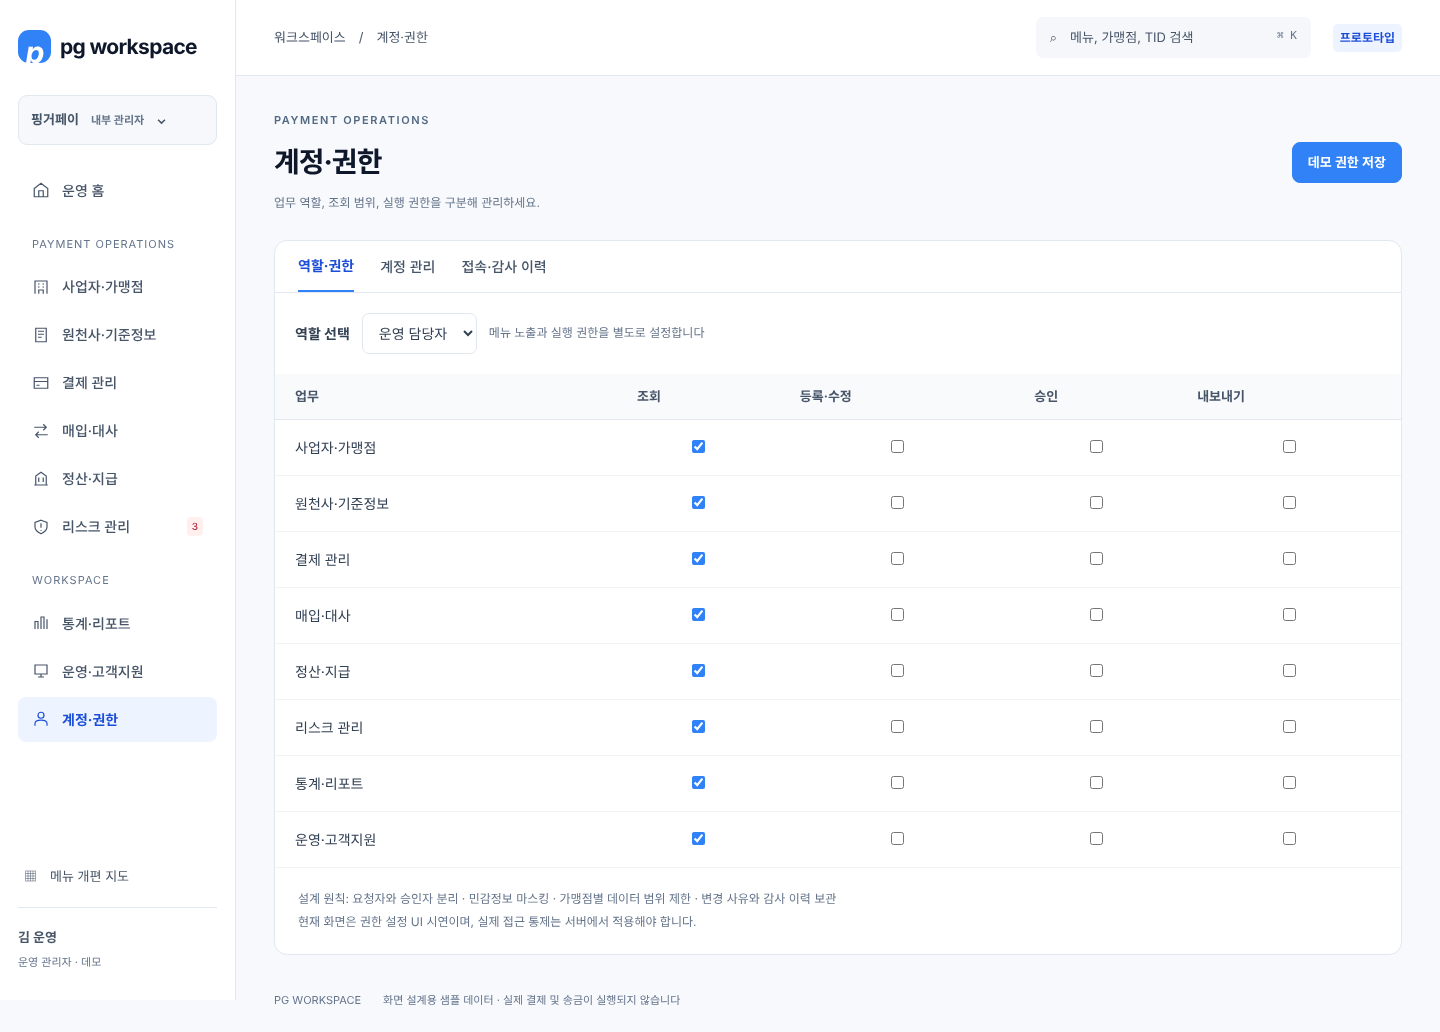 pg workspace
핑거페이 내부 관리자
운영 홈
PAYMENT OPERATIONS
사업자·가맹점
원천사·기준정보
결제 관리
매입·대사
정산·지급
리스크 관리 3
WORKSPACE
통계·리포트
운영·고객지원
계정·권한
메뉴 개편 지도
김 운영
운영 관리자 · 데모
워크스페이스 / 계정·권한
메뉴, 가맹점, TID 검색 ⌘ K
프로토타입
PAYMENT OPERATIONS
계정·권한
데모 권한 저장
업무 역할, 조회 범위, 실행 권한을 구분해 관리하세요.
역할·권한 계정 관리 접속·감사 이력
역할 선택 운영 담당자 메뉴 노출과 실행 권한을 별도로 설정합니다
업무 조회 등록·수정 승인 내보내기
사업자·가맹점
원천사·기준정보
결제 관리
매입·대사
정산·지급
리스크 관리
통계·리포트
운영·고객지원
설계 원칙: 요청자와 승인자 분리 · 민감정보 마스킹 · 가맹점별 데이터 범위 제한 · 변경 사유와 감사 이력 보관
현재 화면은 권한 설정 UI 시연이며, 실제 접근 통제는 서버에서 적용해야 합니다.
PG WORKSPACE 화면 설계용 샘플 데이터 · 실제 결제 및 송금이 실행되지 않습니다